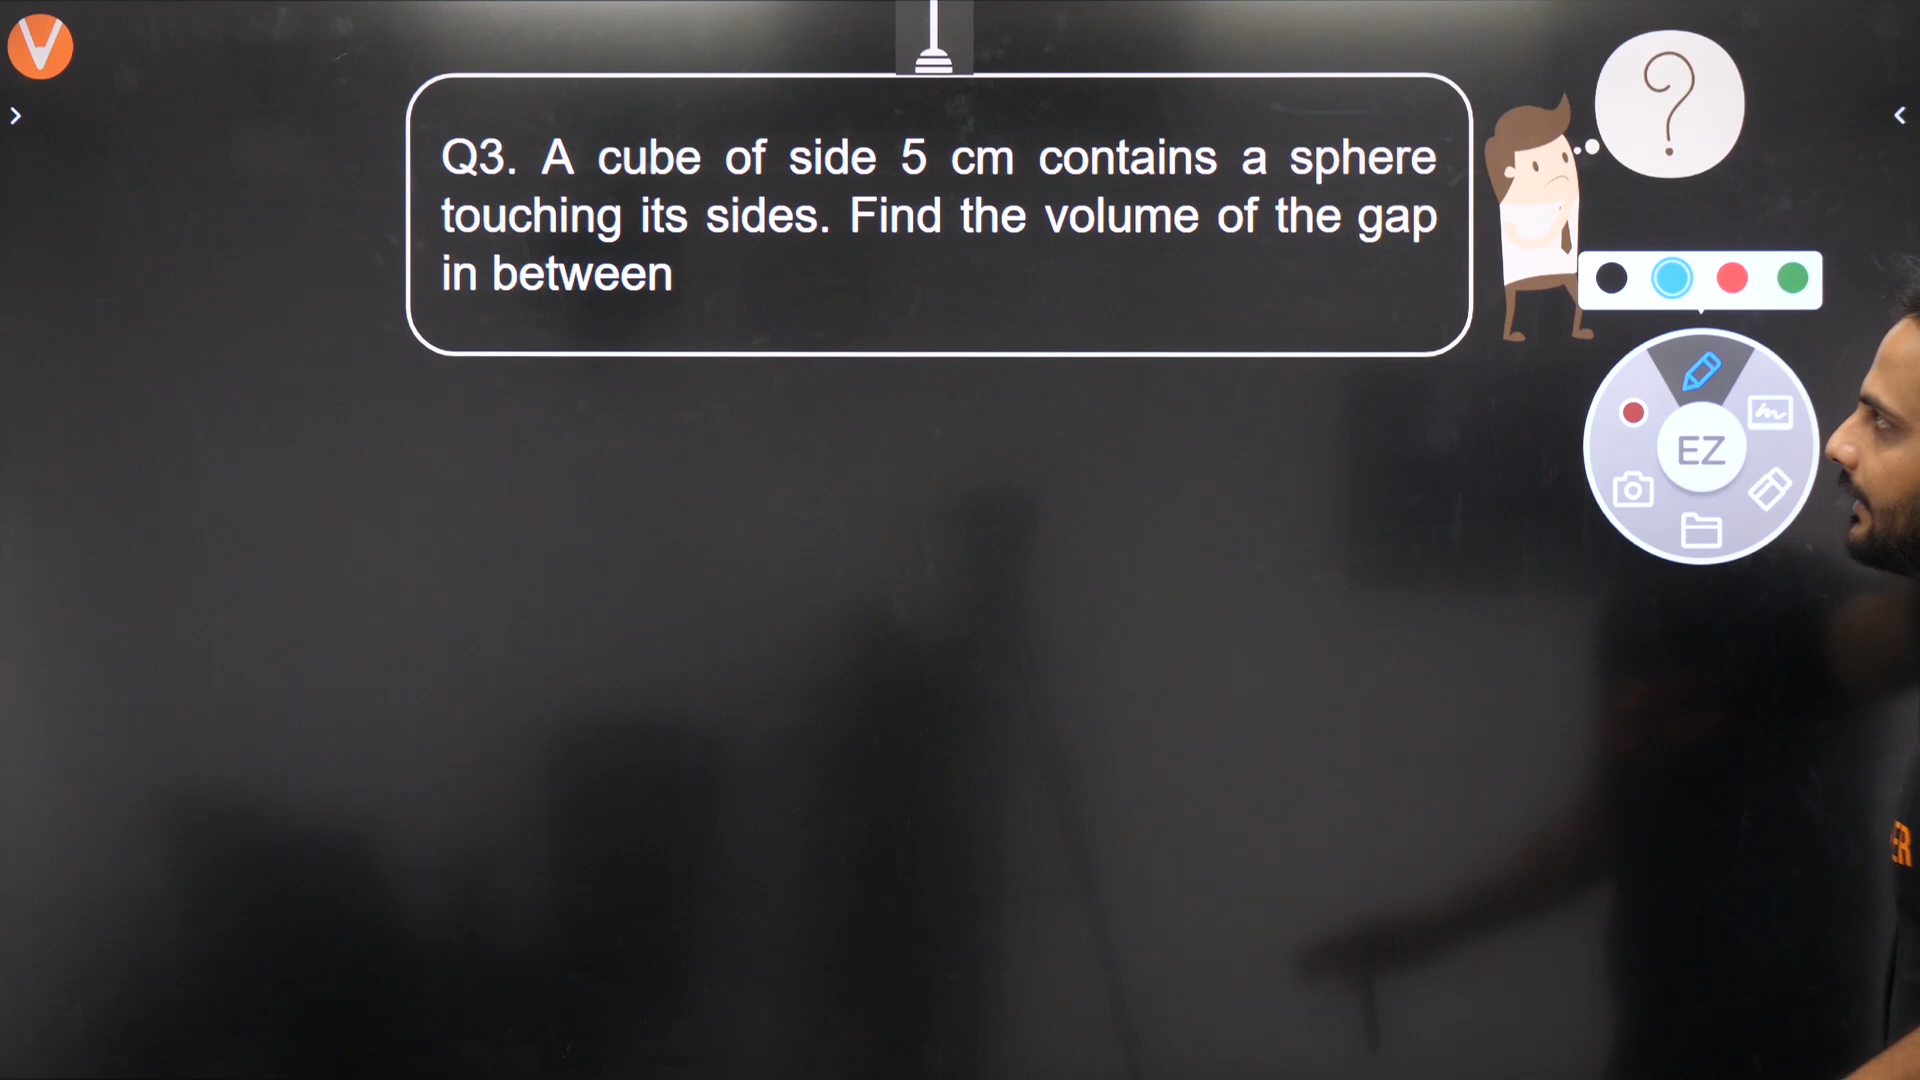 Q3. A cube of side 5 cm contains a sphere
touching its sides. Find the volume of the gap
in between
EZ
ER